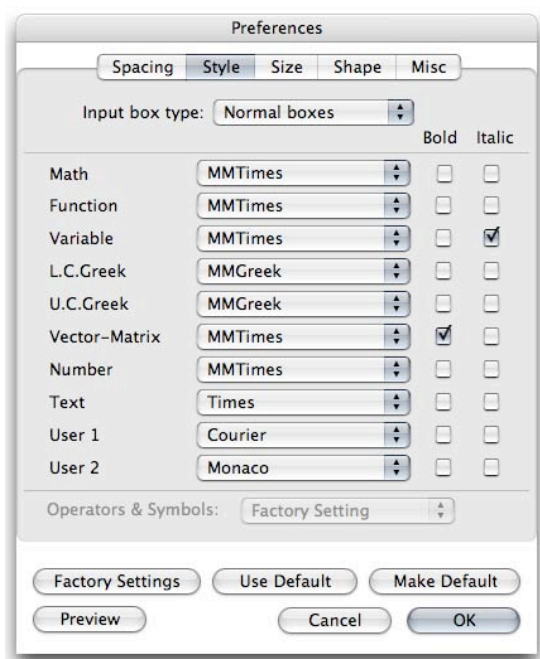 Preferences
Spacing Style Size Shape Misc
Input box type: Normal boxes
Bold Italic
Math MMTimes
Function MMTimes
Variable MMTimes
L.C.Greek MMGreek
U.C.Greek MMGreek
Vector-Matrix MMTimes
Number MMTimes
Text Times
User 1 Courier
User 2 Monaco
Operators & Symbols: Factory Setting
Factory Settings Use Default Make Default
Preview Cancel OK